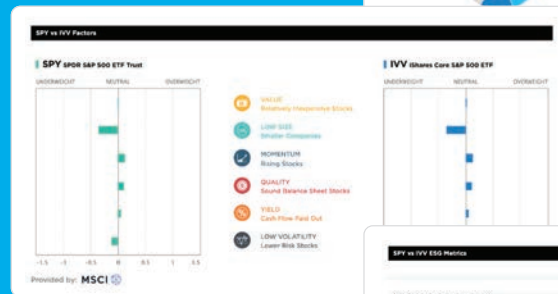 SPY vs IVV Factors
SPY SPDR S&P 500 ETF Trust
UNDERWEIGHT NEUTRAL OVERWEIGHT
VALUE
Relatively Inexpensive Stocks
LOW SIZE
Smaller Companies
MOMENTUM
Rising Stocks
QUALITY
Sound Balance Sheet Stocks
YIELD
Cash Flow Paid Out
LOW VOLATILITY
Lower Risk Stocks
-1.5 -1 -0.5 0 0.5 1 1.5
Provided by: MSCI
IVV iShares Core S&P 500 ETF
UNDERWEIGHT NEUTRAL OVERWEIGHT
SPY vs IVV ESG Metrics